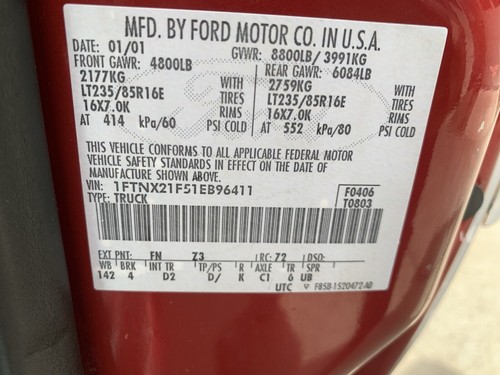 MFD. BY FORD MOTOR CO. IN U.S.A.
DATE: 01/01 GVWR: 8800LB/ 3991KG
FRONT GAWR: 4800LB REAR GAWR: 6084LB
2177KG WITH 2759KG WITH
LT235/85R16E TIRES LT235/85R16E TIRES
16X7.0K RIMS 16X7.0K RIMS
AT 414 kPa/60 PSI COLD AT 552 kPa/80 PSI COLD
THIS VEHICLE CONFORMS TO ALL APPLICABLE FEDERAL MOTOR
VEHICLE SAFETY STANDARDS IN EFFECT ON THE DATE OF
MANUFACTURE SHOWN ABOVE.
VIN: 1FTNX21F51EB96411 F0406
TYPE: TRUCK T0803
EXT PNT: FN Z3 RC: 72 DSO:
WB BRK INT TR TP/PS R AXLE TR SPR
142 4 D2 D/ K C1 6 UB
UTC F85B-1520472-AD